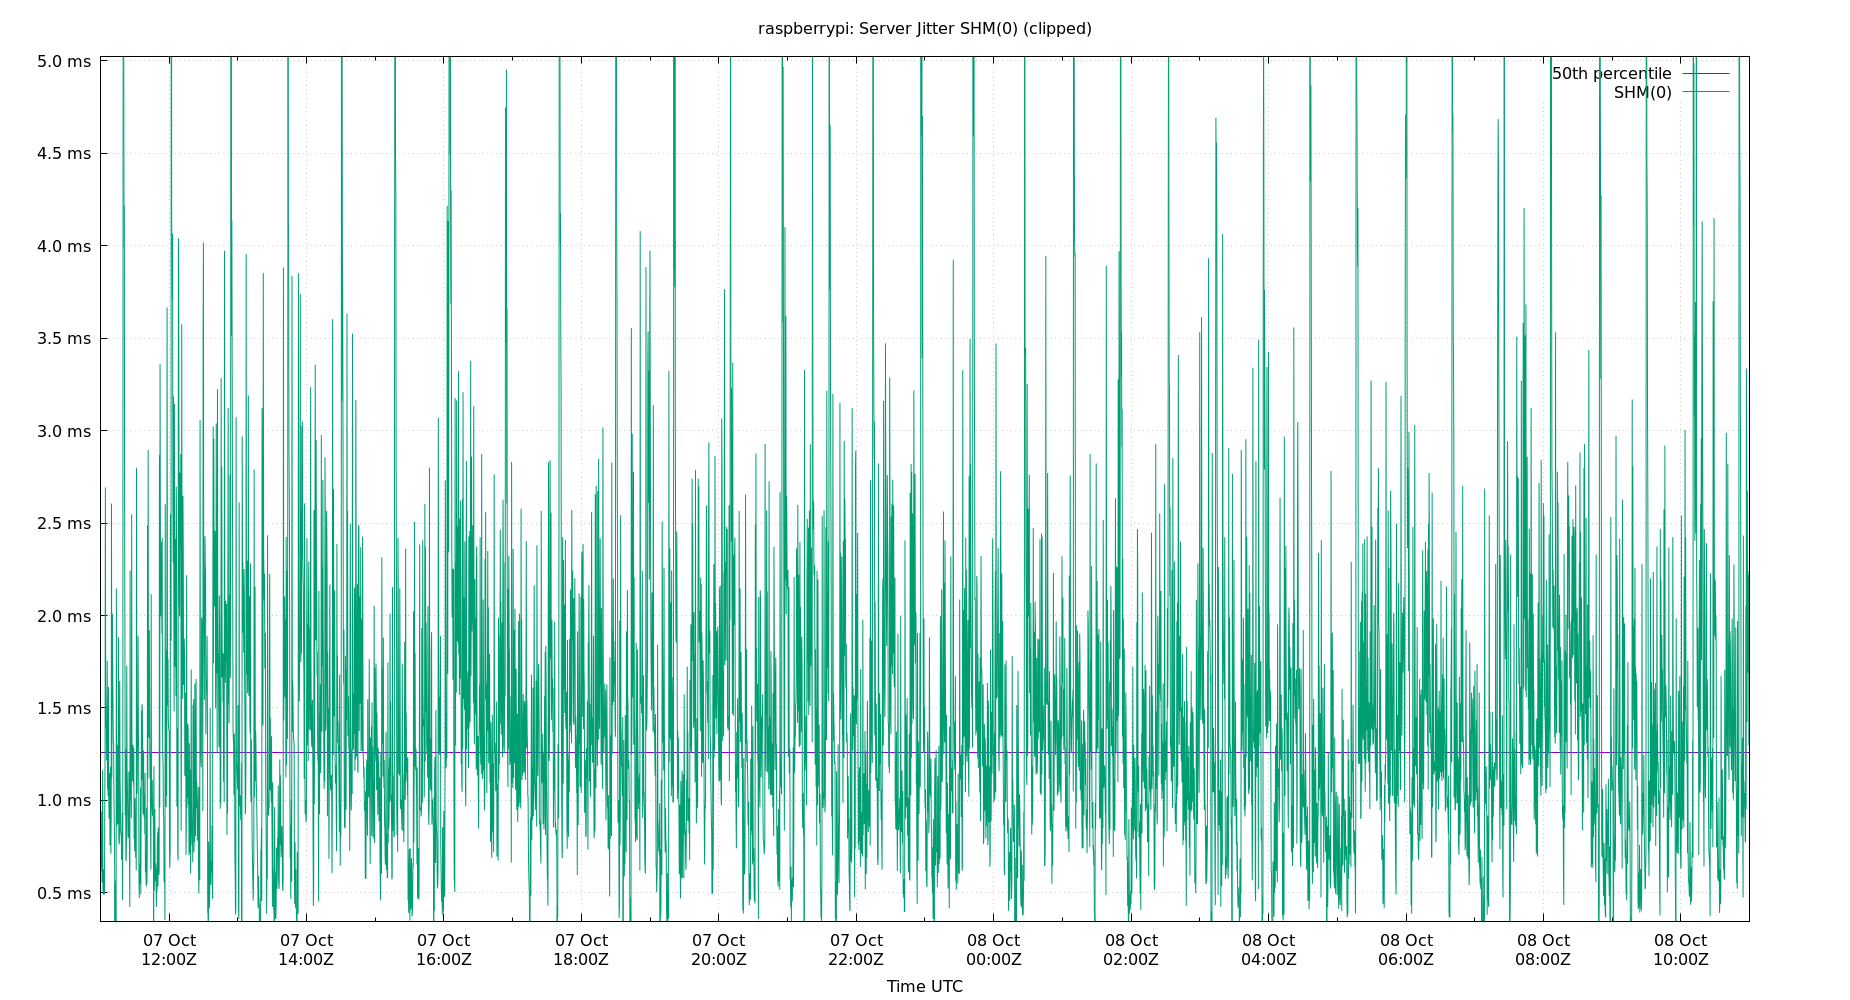 raspberrypi: Server Jitter SHM(0) (clipped)
5.0 ms
4.5 ms
4.0 ms
3.5 ms
3.0 ms
2.5 ms
2.0 ms
1.5 ms
1.0 ms
0.5 ms
50th percentile
SHM(0)
07 Oct 07 Oct 07 Oct 07 Oct 07 Oct 07 Oct 08 Oct 08 Oct 08 Oct 08 Oct 08 Oct 08 Oct
12:00Z 14:00Z 16:00Z 18:00Z 20:00Z 22:00Z 00:00Z 02:00Z 04:00Z 06:00Z 08:00Z 10:00Z
Time UTC